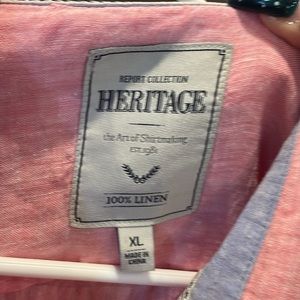 REPORT COLLECTION
HERITAGE
the Art of Shirtmaking
est.1981
100% LINEN
XL
MADE IN
CHINA